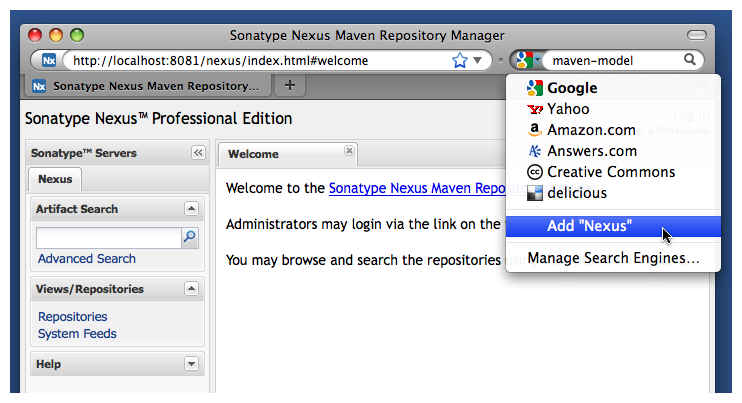 Sonatype Nexus Maven Repository Manager
Nx http://localhost:8081/nexus/index.html#welcome
maven-model
Nx Sonatype Nexus Maven Repository... +
Google
Yahoo
Amazon.com
Answers.com
Creative Commons
delicious
Add "Nexus"
Manage Search Engines...
Sonatype Nexus™ Professional Edition
Log In
Professional
Sonatype™ Servers
Nexus
Artifact Search
Advanced Search
Views/Repositories
Repositories
System Feeds
Help
Welcome
Welcome to the Sonatype Nexus Maven
Administrators may login via the link on the
You may browse and search the repositories